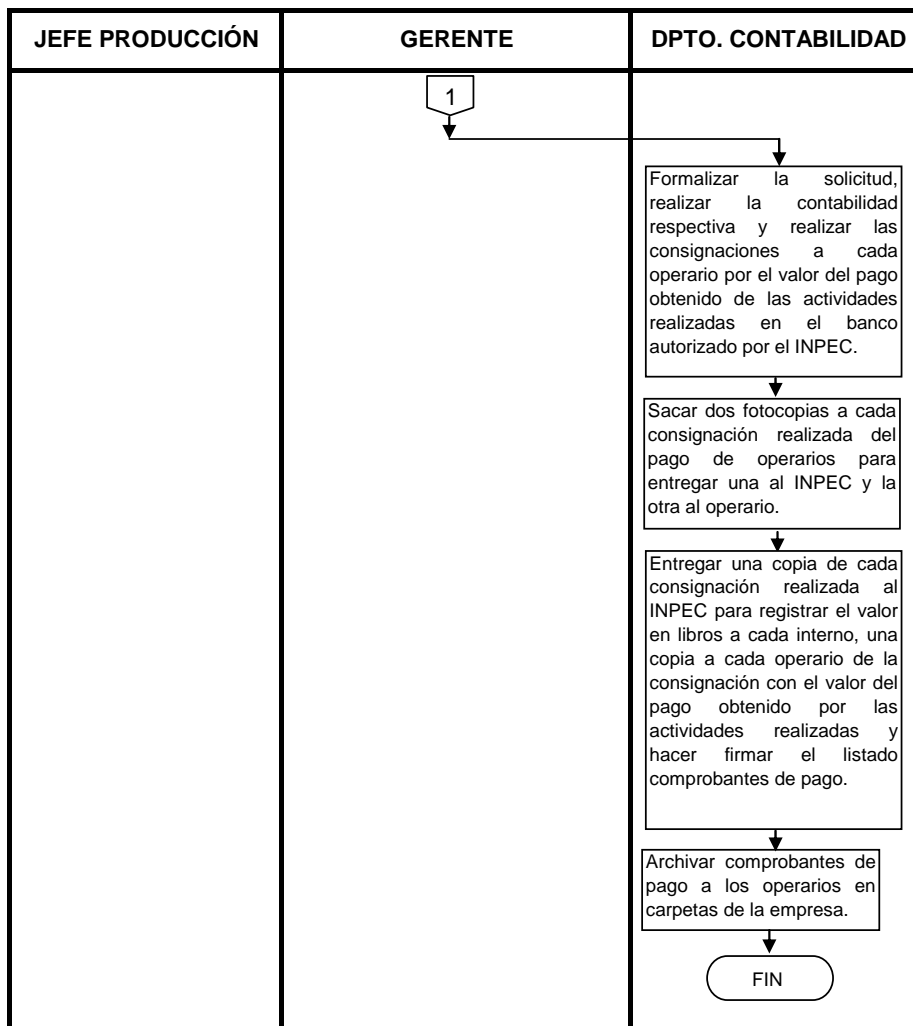 JEFE PRODUCCIÓN
GERENTE
DPTO. CONTABILIDAD
1
Formalizar la solicitud,
realizar la contabilidad
respectiva y realizar las
consignaciones a cada
operario por el valor del pago
obtenido de las actividades
realizadas en el banco
autorizado por el INPEC.
Sacar dos fotocopias a cada
consignación realizada del
pago de operarios para
entregar una al INPEC y la
otra al operario.
Entregar una copia de cada
consignación realizada al
INPEC para registrar el valor
en libros a cada interno, una
copia a cada operario de la
consignación con el valor del
pago obtenido por las
actividades realizadas y
hacer firmar el listado
comprobantes de pago.
Archivar comprobantes de
pago a los operarios en
carpetas de la empresa.
FIN